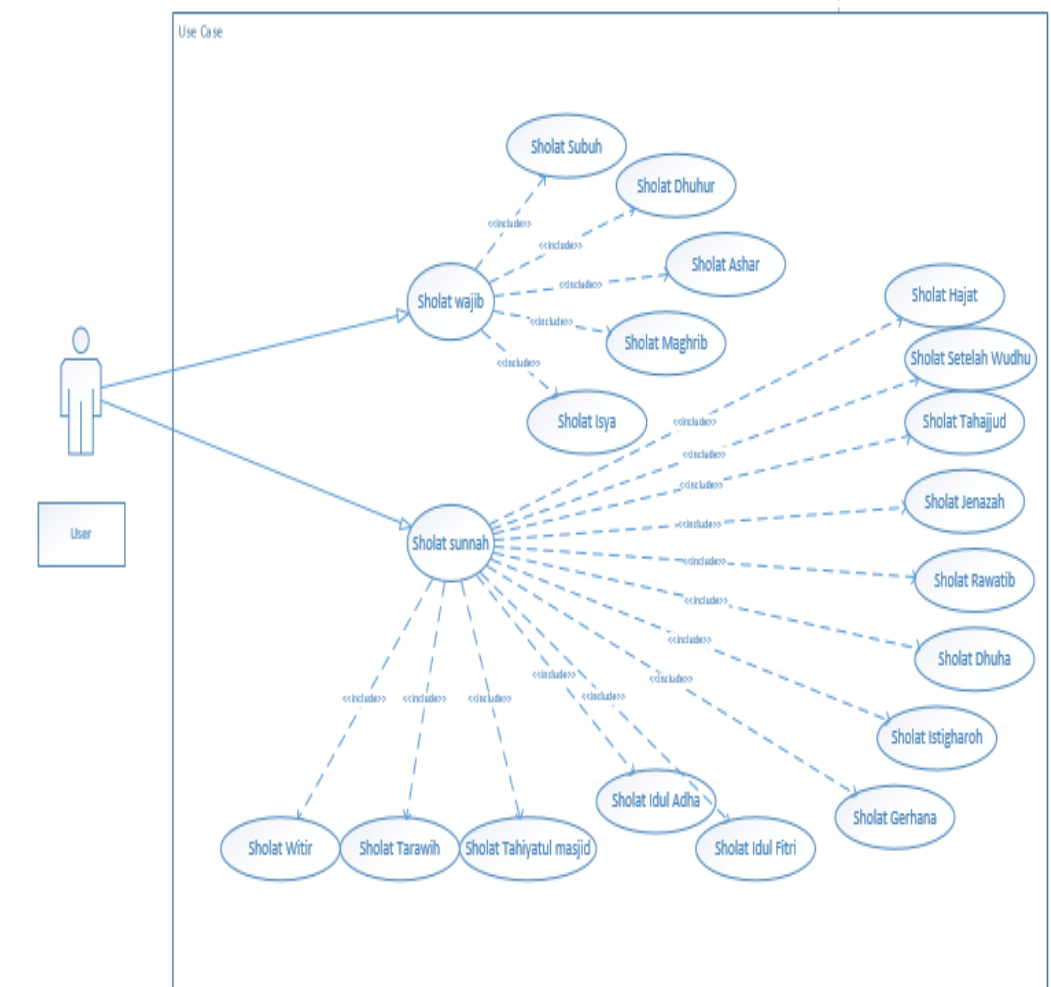 Use Case
Sholat Subuh
Sholat Dhuhur
<<include>>
<<include>>
Sholat Ashar
<<include>>
Sholat wajib
Sholat Hajat
<<include>>
Sholat Maghrib
Sholat Setelah Wudhu
<<include>>
Sholat Isya
<<include>>
Sholat Tahajjud
<<include>>
<<include>>
Sholat Jenazah
<<include>>
User
Sholat sunnah
<<include>>
Sholat Rawatib
<<include>>
<<include>>
Sholat Dhuha
<<include>>
<<include>>
<<include>>
<<include>>
<<include>>
<<include>>
Sholat Istigharoh
Sholat Idul Adha
Sholat Gerhana
Sholat Witir
Sholat Tarawih
Sholat Tahiyatul masjid
Sholat Idul Fitri